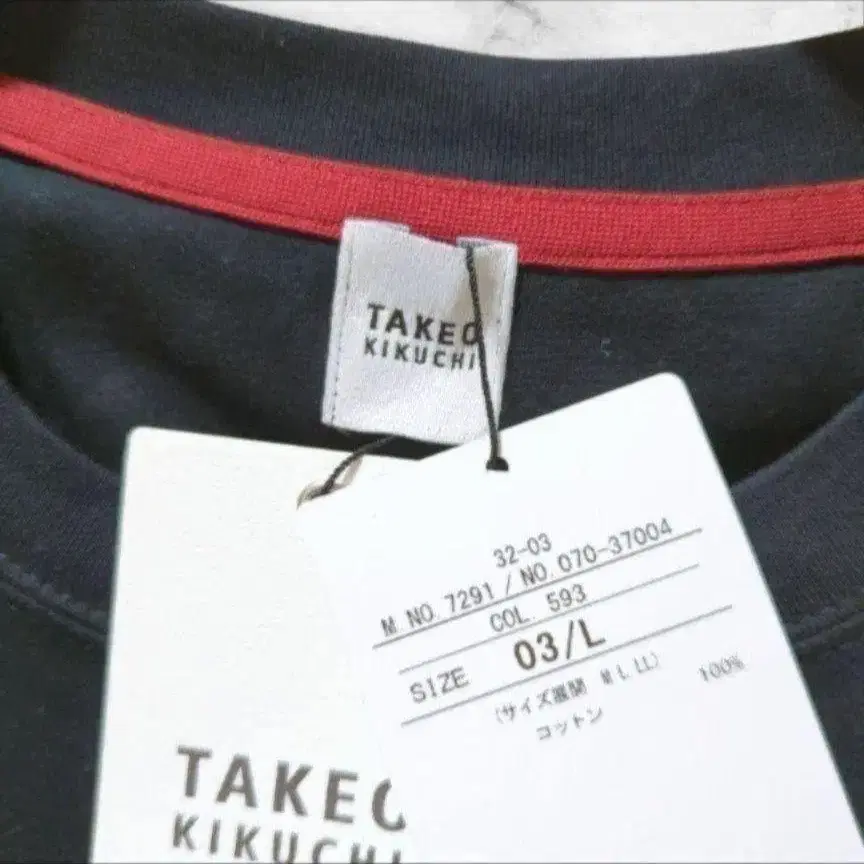 TAKEO
KIKUCHI
32-03
M.NO. 7291 / NO. 070-37004
COL. 593
SIZE 03/L
(サイズ展開 M L LL)
コットン 100%
TAKEO
KIKUCHI